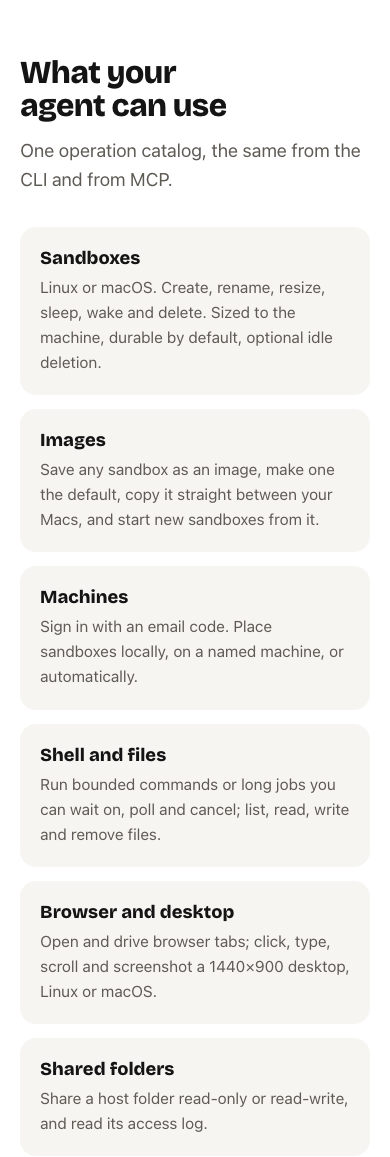 What your
agent can use
One operation catalog, the same from the
CLI and from MCP.
Sandboxes
Linux or macOS. Create, rename, resize,
sleep, wake and delete. Sized to the
machine, durable by default, optional idle
deletion.
Images
Save any sandbox as an image, make one
the default, copy it straight between your
Macs, and start new sandboxes from it.
Machines
Sign in with an email code. Place
sandboxes locally, on a named machine, or
automatically.
Shell and files
Run bounded commands or long jobs you
can wait on, poll and cancel; list, read, write
and remove files.
Browser and desktop
Open and drive browser tabs; click, type,
scroll and screenshot a 1440×900 desktop,
Linux or macOS.
Shared folders
Share a host folder read-only or read-write,
and read its access log.